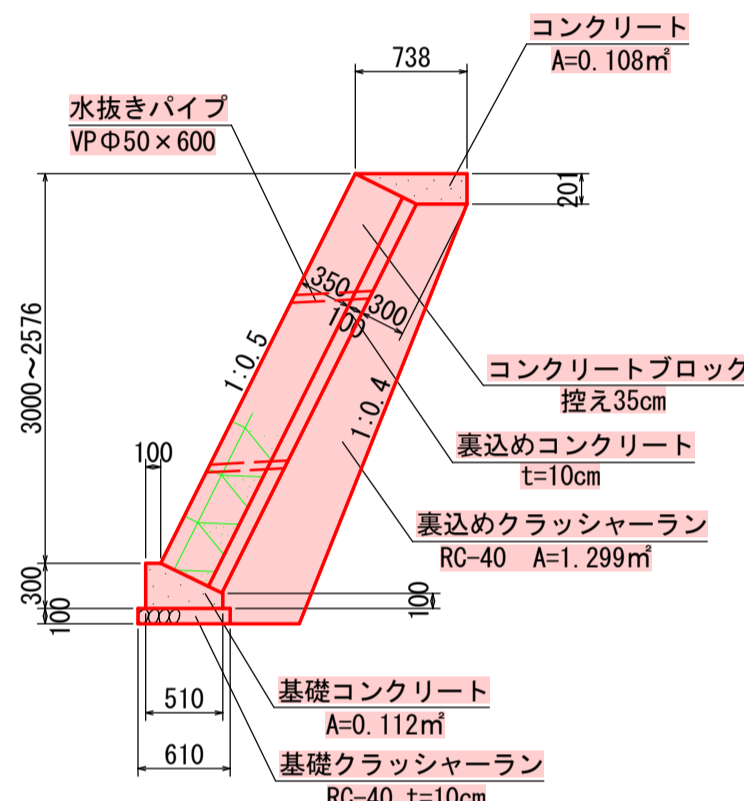 コンクリート
A=0.108㎡
738
水抜きパイプ
VPΦ50×600
201
350
300
100
3000～2576
1:0.5
コンクリートブロック
控え35cm
1:0.4
裏込めコンクリート
t=10cm
100
裏込めクラッシャーラン
RC-40 A=1.299㎡
300
100
100
510
基礎コンクリート
A=0.112㎡
610
基礎クラッシャーラン
RC-40 t=10cm